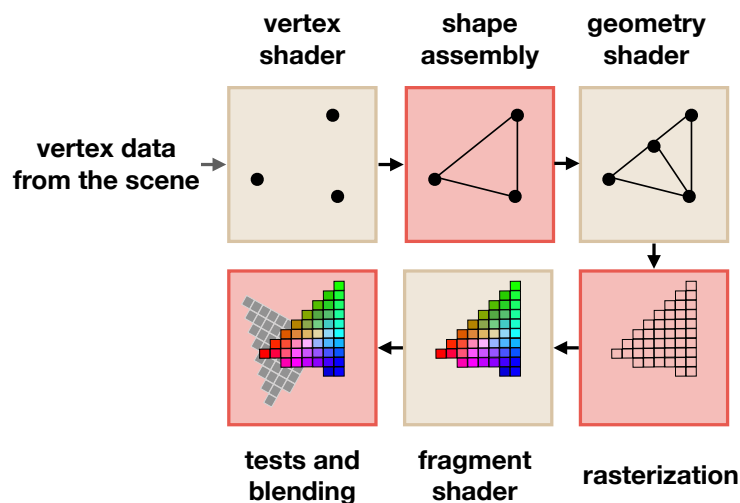 vertex
shader
shape
assembly
geometry
shader
vertex data
from the scene
tests and
blending
fragment
shader
rasterization